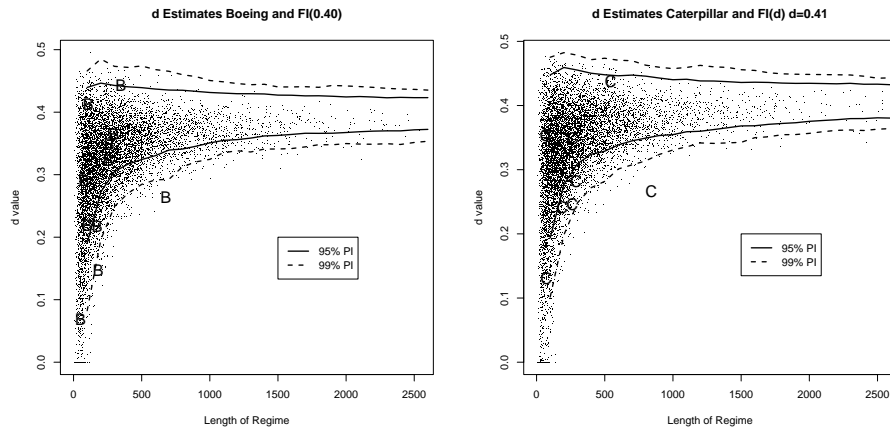 d Estimates Boeing and FI(0.40)
d value
0.5
0.4
0.3
0.2
0.1
0.0
B
B
B
B
B
B
B
95% PI
99% PI
0 500 1000 1500 2000 2500
Length of Regime
d Estimates Caterpillar and FI(d) d=0.41
d value
0.5
0.4
0.3
0.2
0.1
0.0
C
C
C
C
C
C
95% PI
99% PI
0 500 1000 1500 2000 2500
Length of Regime